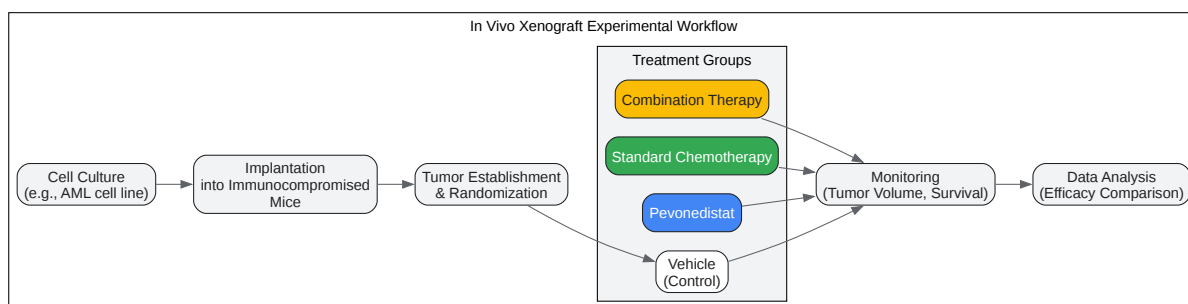 In Vivo Xenograft Experimental Workflow
Treatment Groups
Combination Therapy
Standard Chemotherapy
Pevonedistat
Vehicle
(Control)
Cell Culture
(e.g., AML cell line)
Implantation
into Immunocompromised
Mice
Tumor Establishment
& Randomization
Monitoring
(Tumor Volume, Survival)
Data Analysis
(Efficacy Comparison)